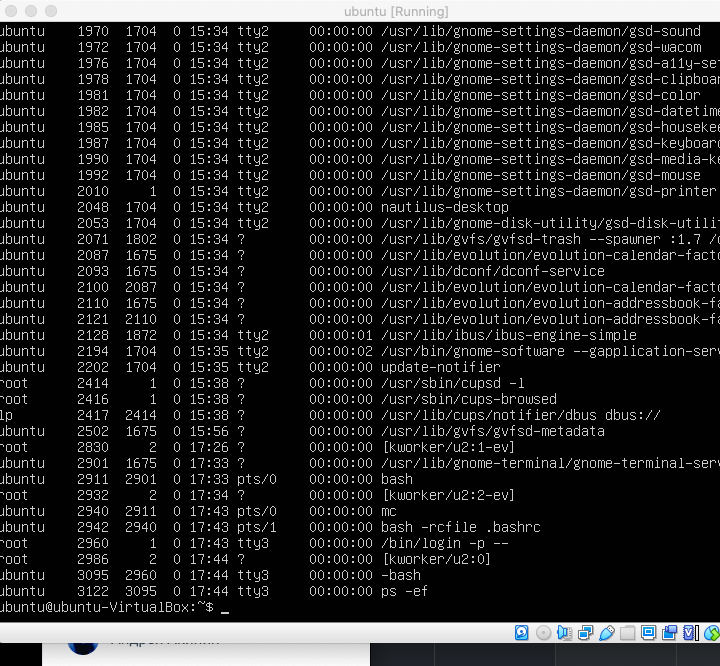 ubuntu [Running]
ubuntu 1970 1704 0 15:34 tty2 00:00:00 /usr/lib/gnome-settings-daemon/gsd-sound
ubuntu 1972 1704 0 15:34 tty2 00:00:00 /usr/lib/gnome-settings-daemon/gsd-wacom
ubuntu 1976 1704 0 15:34 tty2 00:00:00 /usr/lib/gnome-settings-daemon/gsd-a11y-set
ubuntu 1978 1704 0 15:34 tty2 00:00:00 /usr/lib/gnome-settings-daemon/gsd-clipboar
ubuntu 1981 1704 0 15:34 tty2 00:00:00 /usr/lib/gnome-settings-daemon/gsd-color
ubuntu 1982 1704 0 15:34 tty2 00:00:00 /usr/lib/gnome-settings-daemon/gsd-datetime
ubuntu 1985 1704 0 15:34 tty2 00:00:00 /usr/lib/gnome-settings-daemon/gsd-housekee
ubuntu 1987 1704 0 15:34 tty2 00:00:00 /usr/lib/gnome-settings-daemon/gsd-keyboard
ubuntu 1990 1704 0 15:34 tty2 00:00:00 /usr/lib/gnome-settings-daemon/gsd-media-ke
ubuntu 1992 1704 0 15:34 tty2 00:00:00 /usr/lib/gnome-settings-daemon/gsd-mouse
ubuntu 2010 1 0 15:34 tty2 00:00:00 /usr/lib/gnome-settings-daemon/gsd-printer
ubuntu 2048 1704 0 15:34 tty2 00:00:00 nautilus-desktop
ubuntu 2053 1704 0 15:34 tty2 00:00:00 /usr/lib/gnome-disk-utility/gsd-disk-utilit
ubuntu 2071 1802 0 15:34 ? 00:00:00 /usr/lib/gvfs/gvfsd-trash --spawner :1.7 /o
ubuntu 2087 1675 0 15:34 ? 00:00:00 /usr/lib/evolution/evolution-calendar-facto
ubuntu 2093 1675 0 15:34 ? 00:00:00 /usr/lib/dconf/dconf-service
ubuntu 2100 2087 0 15:34 ? 00:00:00 /usr/lib/evolution/evolution-calendar-facto
ubuntu 2110 1675 0 15:34 ? 00:00:00 /usr/lib/evolution/evolution-addressbook-fa
ubuntu 2121 2110 0 15:34 ? 00:00:00 /usr/lib/evolution/evolution-addressbook-fa
ubuntu 2128 1872 0 15:34 tty2 00:00:01 /usr/lib/ibus/ibus-engine-simple
ubuntu 2194 1704 0 15:35 tty2 00:00:02 /usr/bin/gnome-software --gapplication-serv
ubuntu 2202 1704 0 15:35 tty2 00:00:00 update-notifier
root 2414 1 0 15:38 ? 00:00:00 /usr/sbin/cupsd -l
root 2416 1 0 15:38 ? 00:00:00 /usr/sbin/cups-browsed
lp 2417 2414 0 15:38 ? 00:00:00 /usr/lib/cups/notifier/dbus dbus://
ubuntu 2502 1675 0 15:56 ? 00:00:00 /usr/lib/gvfs/gvfsd-metadata
root 2830 2 0 17:26 ? 00:00:00 [kworker/u2:1-ev]
ubuntu 2901 1675 0 17:33 ? 00:00:00 /usr/lib/gnome-terminal/gnome-terminal-serv
ubuntu 2911 2901 0 17:33 pts/0 00:00:00 bash
root 2932 2 0 17:34 ? 00:00:00 [kworker/u2:2-ev]
ubuntu 2940 2911 0 17:43 pts/0 00:00:00 mc
ubuntu 2942 2940 0 17:43 pts/1 00:00:00 bash -rcfile .bashrc
root 2960 1 0 17:43 tty3 00:00:00 /bin/login -p --
root 2986 2 0 17:44 ? 00:00:00 [kworker/u2:0]
ubuntu 3095 2960 0 17:44 tty3 00:00:00 -bash
ubuntu 3122 3095 0 17:44 tty3 00:00:00 ps -ef
ubuntu@ubuntu-VirtualBox:~$ _